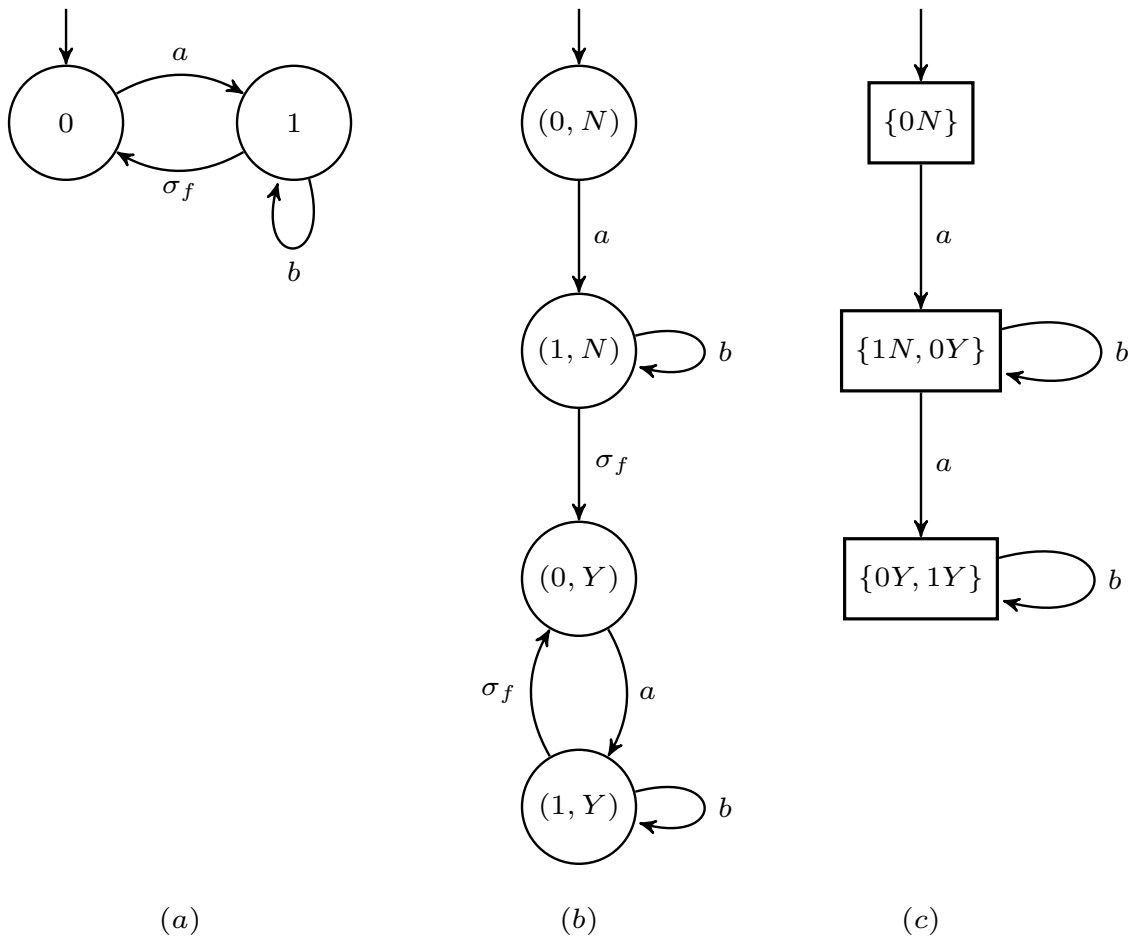 0
a
1
σ_f
b
(0, N)
a
(1, N)
b
σ_f
(0, Y)
σ_f
a
(1, Y)
b
{0N}
a
{1N, 0Y}
b
a
{0Y, 1Y}
b
(a)
(b)
(c)